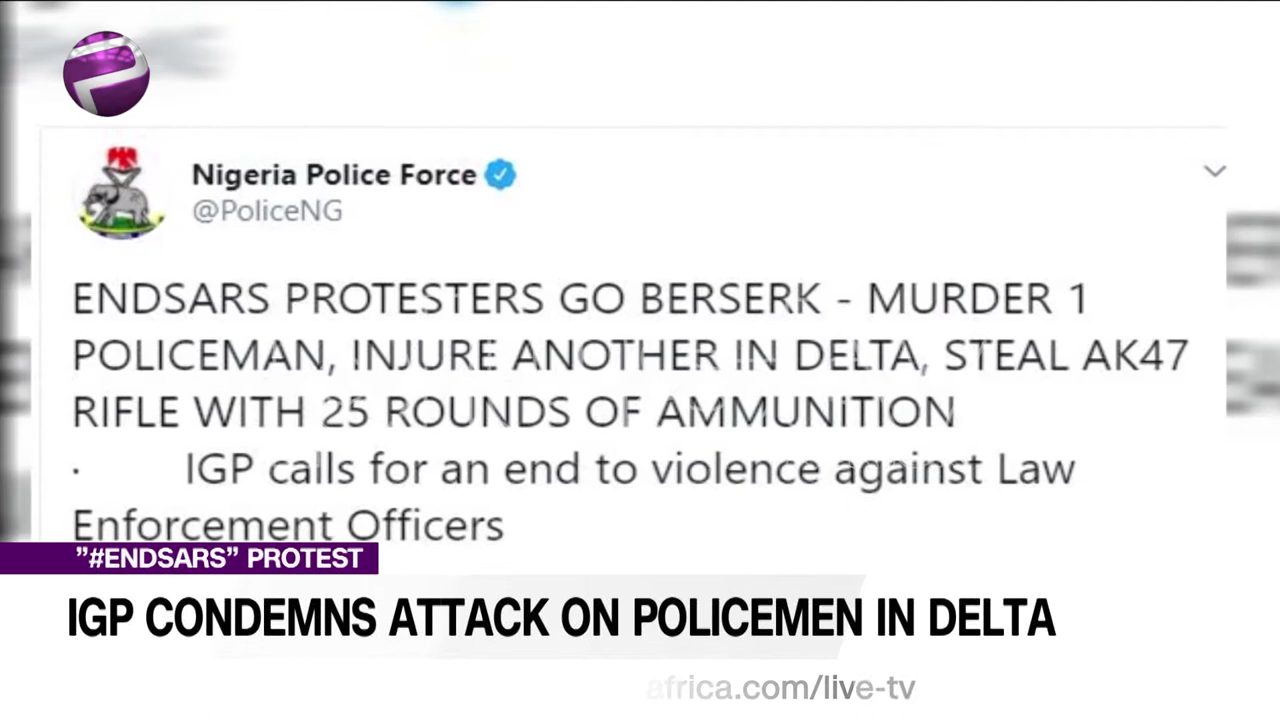 Nigeria Police Force
@PoliceNG
ENDSARS PROTESTERS GO BERSERK - MURDER 1
POLICEMAN, INJURE ANOTHER IN DELTA, STEAL AK47
RIFLE WITH 25 ROUNDS OF AMMUNITION
· IGP calls for an end to violence against Law
Enforcement Officers
"#ENDSARS" PROTEST
IGP CONDEMNS ATTACK ON POLICEMEN IN DELTA
africa.com/live-tv